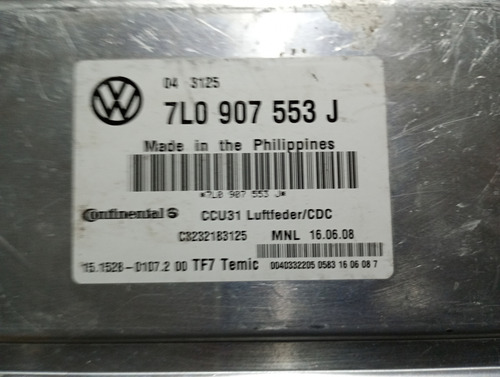 04 S125
7L0 907 553 J
Made in the Philippines
*7L0 907 553 J*
Continental CCU31 Luftfeder/CDC
C3232183125 MNL 16.06.08
15.1528-0107.2 00 TF7 Temic 0040332205 0583 16 06 08 7